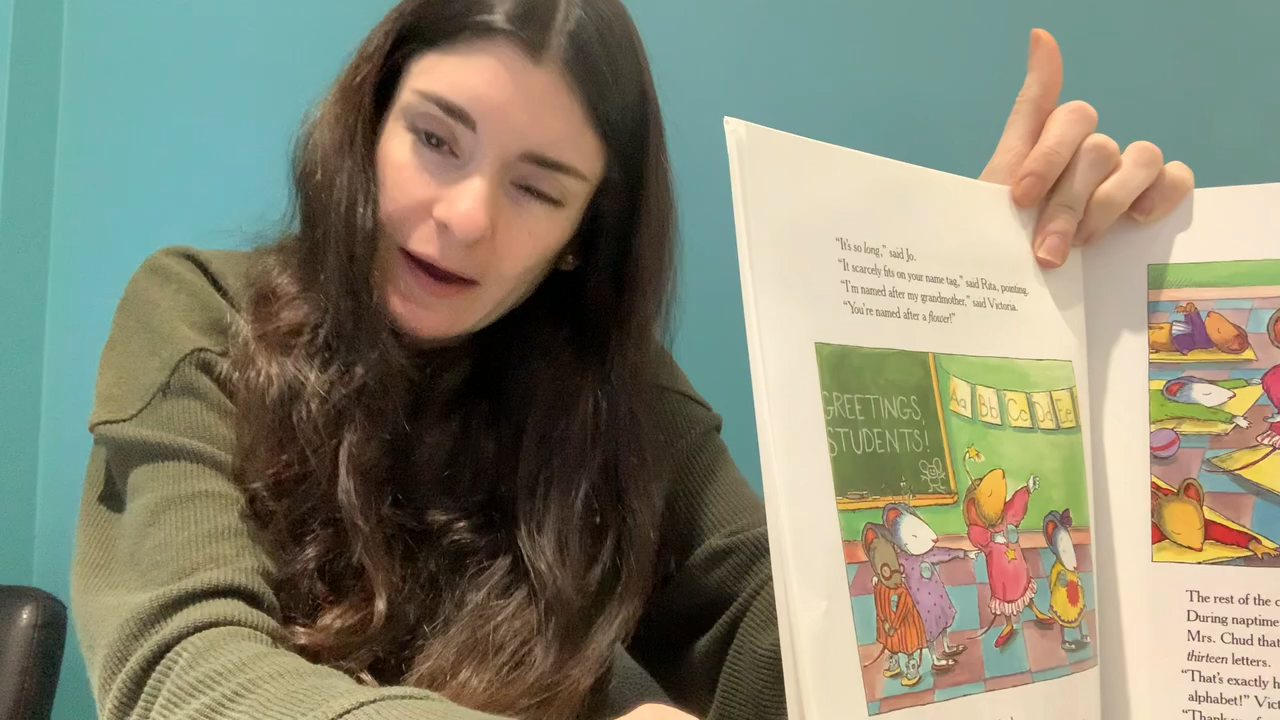 "It's so long," said Jo.
"It scarcely fits on your name tag," said Rita, pointing.
"I'm named after my grandmother," said Victoria.
"You're named after a flower!"
GREETINGS,
STUDENTS!
Aa Bb Cc Dd Ee
The rest of the
During naptime
Mrs. Chud that
thirteen letters.
"That's exactly
alphabet!" Vic